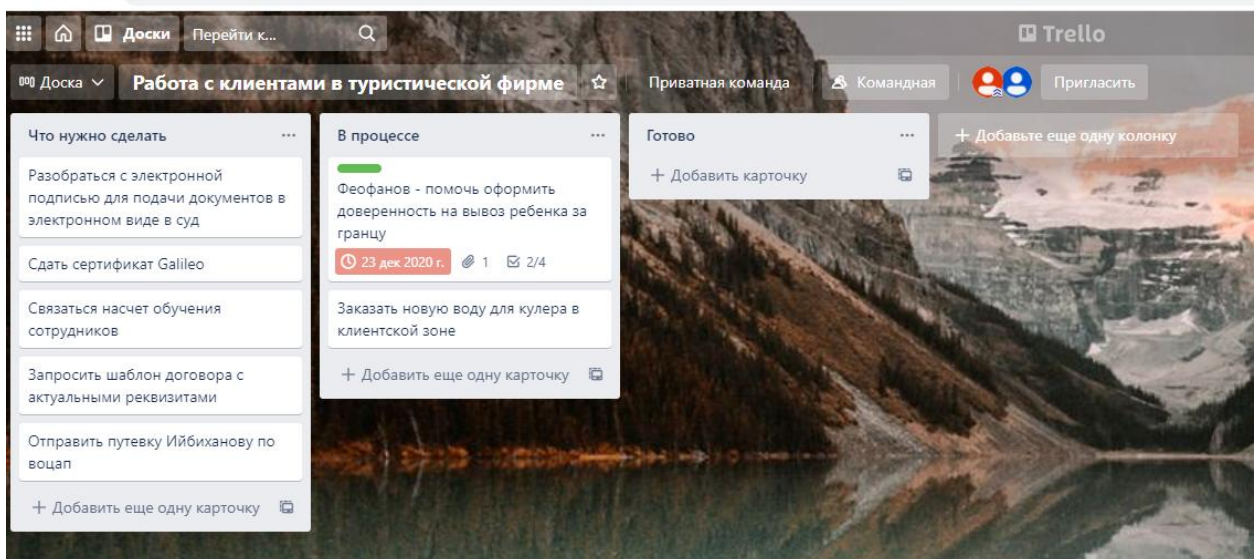 Доски
Перейти к...
Trello
Доска
Работа с клиентами в туристической фирме
Приватная команда
Командная
Пригласить
Что нужно сделать
Разобраться с электронной
подписью для подачи документов в
электронном виде в суд
Сдать сертификат Galileo
Связаться насчет обучения
сотрудников
Запросить шаблон договора с
актуальными реквизитами
Отправить путевку Ийбиханову по
воцап
+ Добавить еще одну карточку
В процессе
Феофанов - помочь оформить
доверенность на вывоз ребенка за
гранцу
23 дек 2020 г. 1 2/4
Заказать новую воду для кулера в
клиентской зоне
+ Добавить еще одну карточку
Готово
+ Добавить карточку
+ Добавьте еще одну колонку